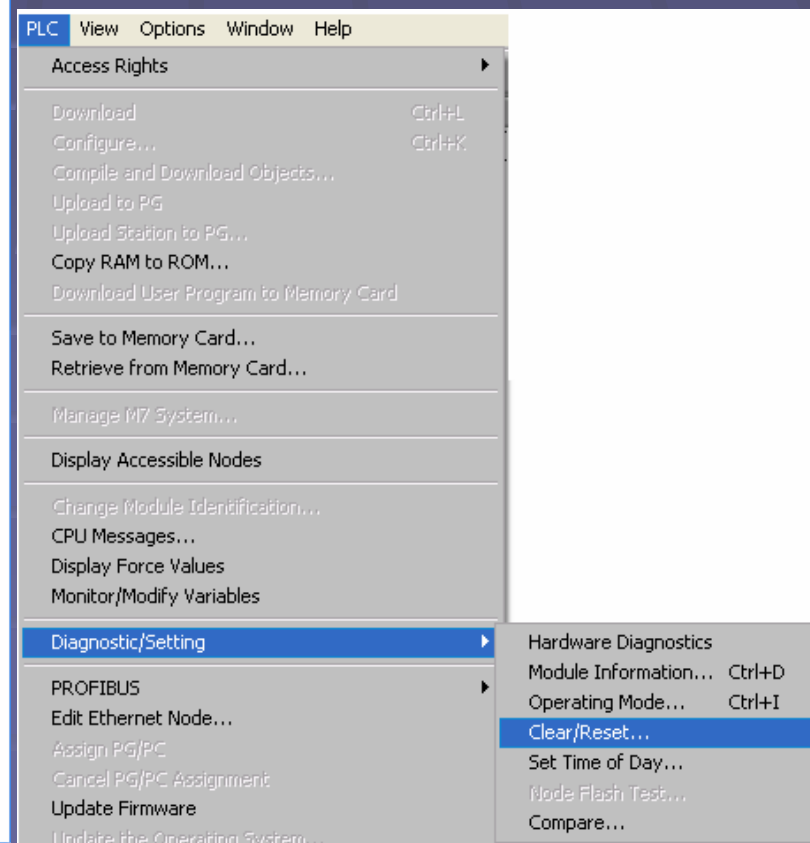 PLC View Options Window Help
Access Rights
Download Ctrl+L
Configure... Ctrl+K
Compile and Download Objects...
Upload to PG
Upload Station to PG...
Copy RAM to ROM...
Download User Program to Memory Card
Save to Memory Card...
Retrieve from Memory Card...
Manage M7 System...
Display Accessible Nodes
Change Module Identification...
CPU Messages...
Display Force Values
Monitor/Modify Variables
Diagnostic/Setting
Hardware Diagnostics
Module Information... Ctrl+D
Operating Mode... Ctrl+I
Clear/Reset...
Set Time of Day...
Node Flash Test...
Compare...
PROFIBUS
Edit Ethernet Node...
Assign PG/PC
Cancel PG/PC Assignment
Update Firmware
Update the Operating System...